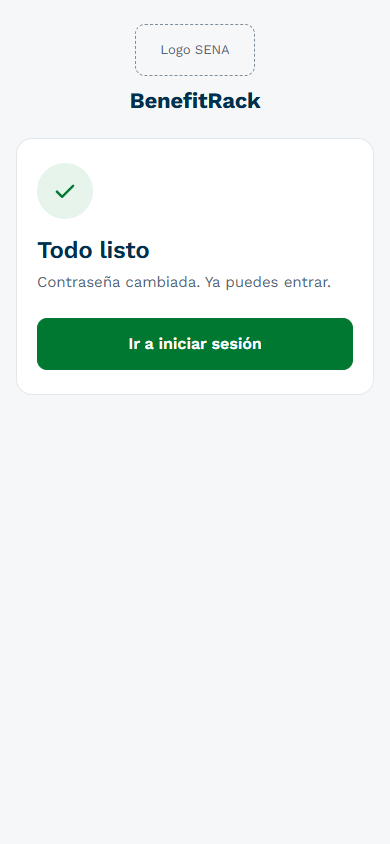 Logo SENA
BenefitRack
Todo listo
Contraseña cambiada. Ya puedes entrar.
Ir a iniciar sesión